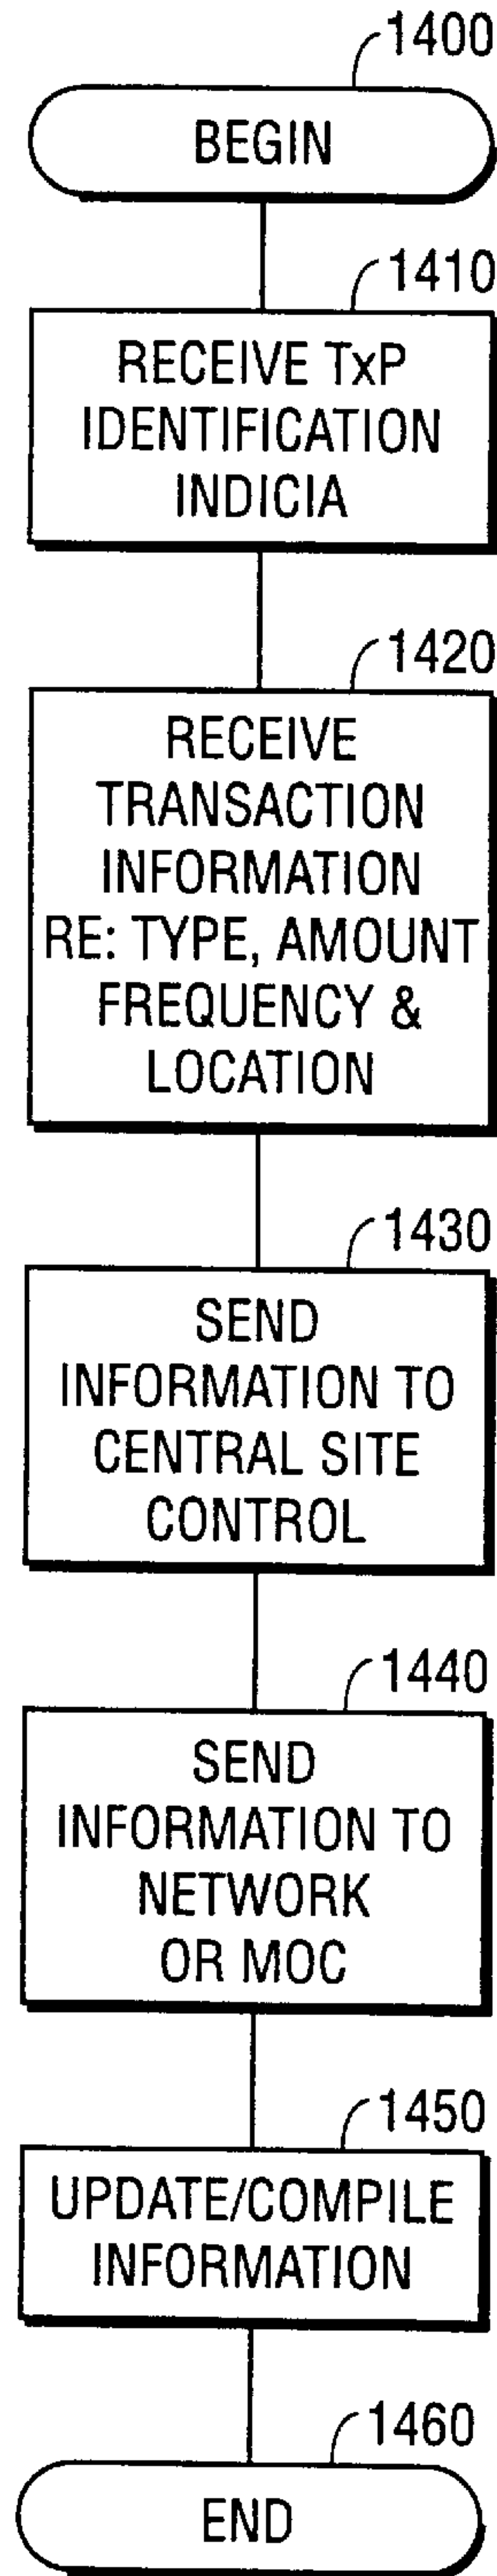 1400
BEGIN
1410
RECEIVE TxP
IDENTIFICATION
INDICIA
1420
RECEIVE
TRANSACTION
INFORMATION
RE: TYPE, AMOUNT
FREQUENCY &
LOCATION
1430
SEND
INFORMATION TO
CENTRAL SITE
CONTROL
1440
SEND
INFORMATION TO
NETWORK
OR MOC
1450
UPDATE/COMPILE
INFORMATION
1460
END